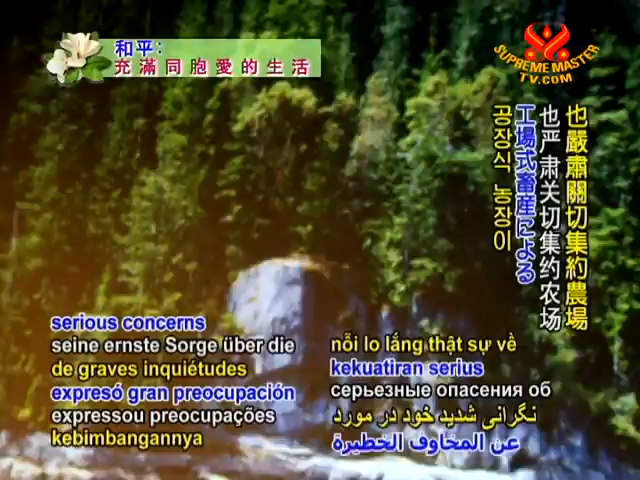 和平：
充滿同胞愛的生活
SUPREME MASTER
TV.COM
也嚴肅關切集約農場
也严肃关切集约农场
工場式畜産による
공장식 농장이
serious concerns
seine ernste Sorge über die
de graves inquiétudes
expresó gran preocupación
expressou preocupações
kebimbangannya
nỗi lo lắng thật sự về
kekuatiran serius
серьезные опасения об
نگرانی شدید خود در مورد
عن المخاوف الخطيرة